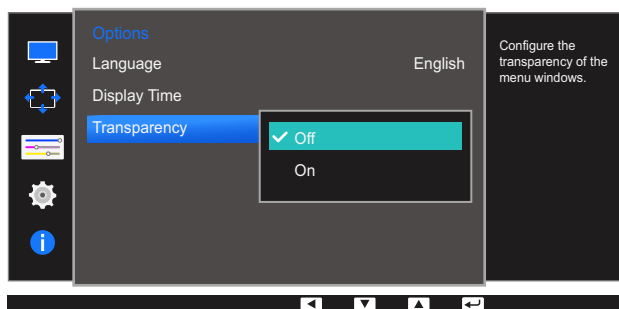 Options
Language English
Display Time
Transparency
Off
On
Configure the
transparency of the
menu windows.